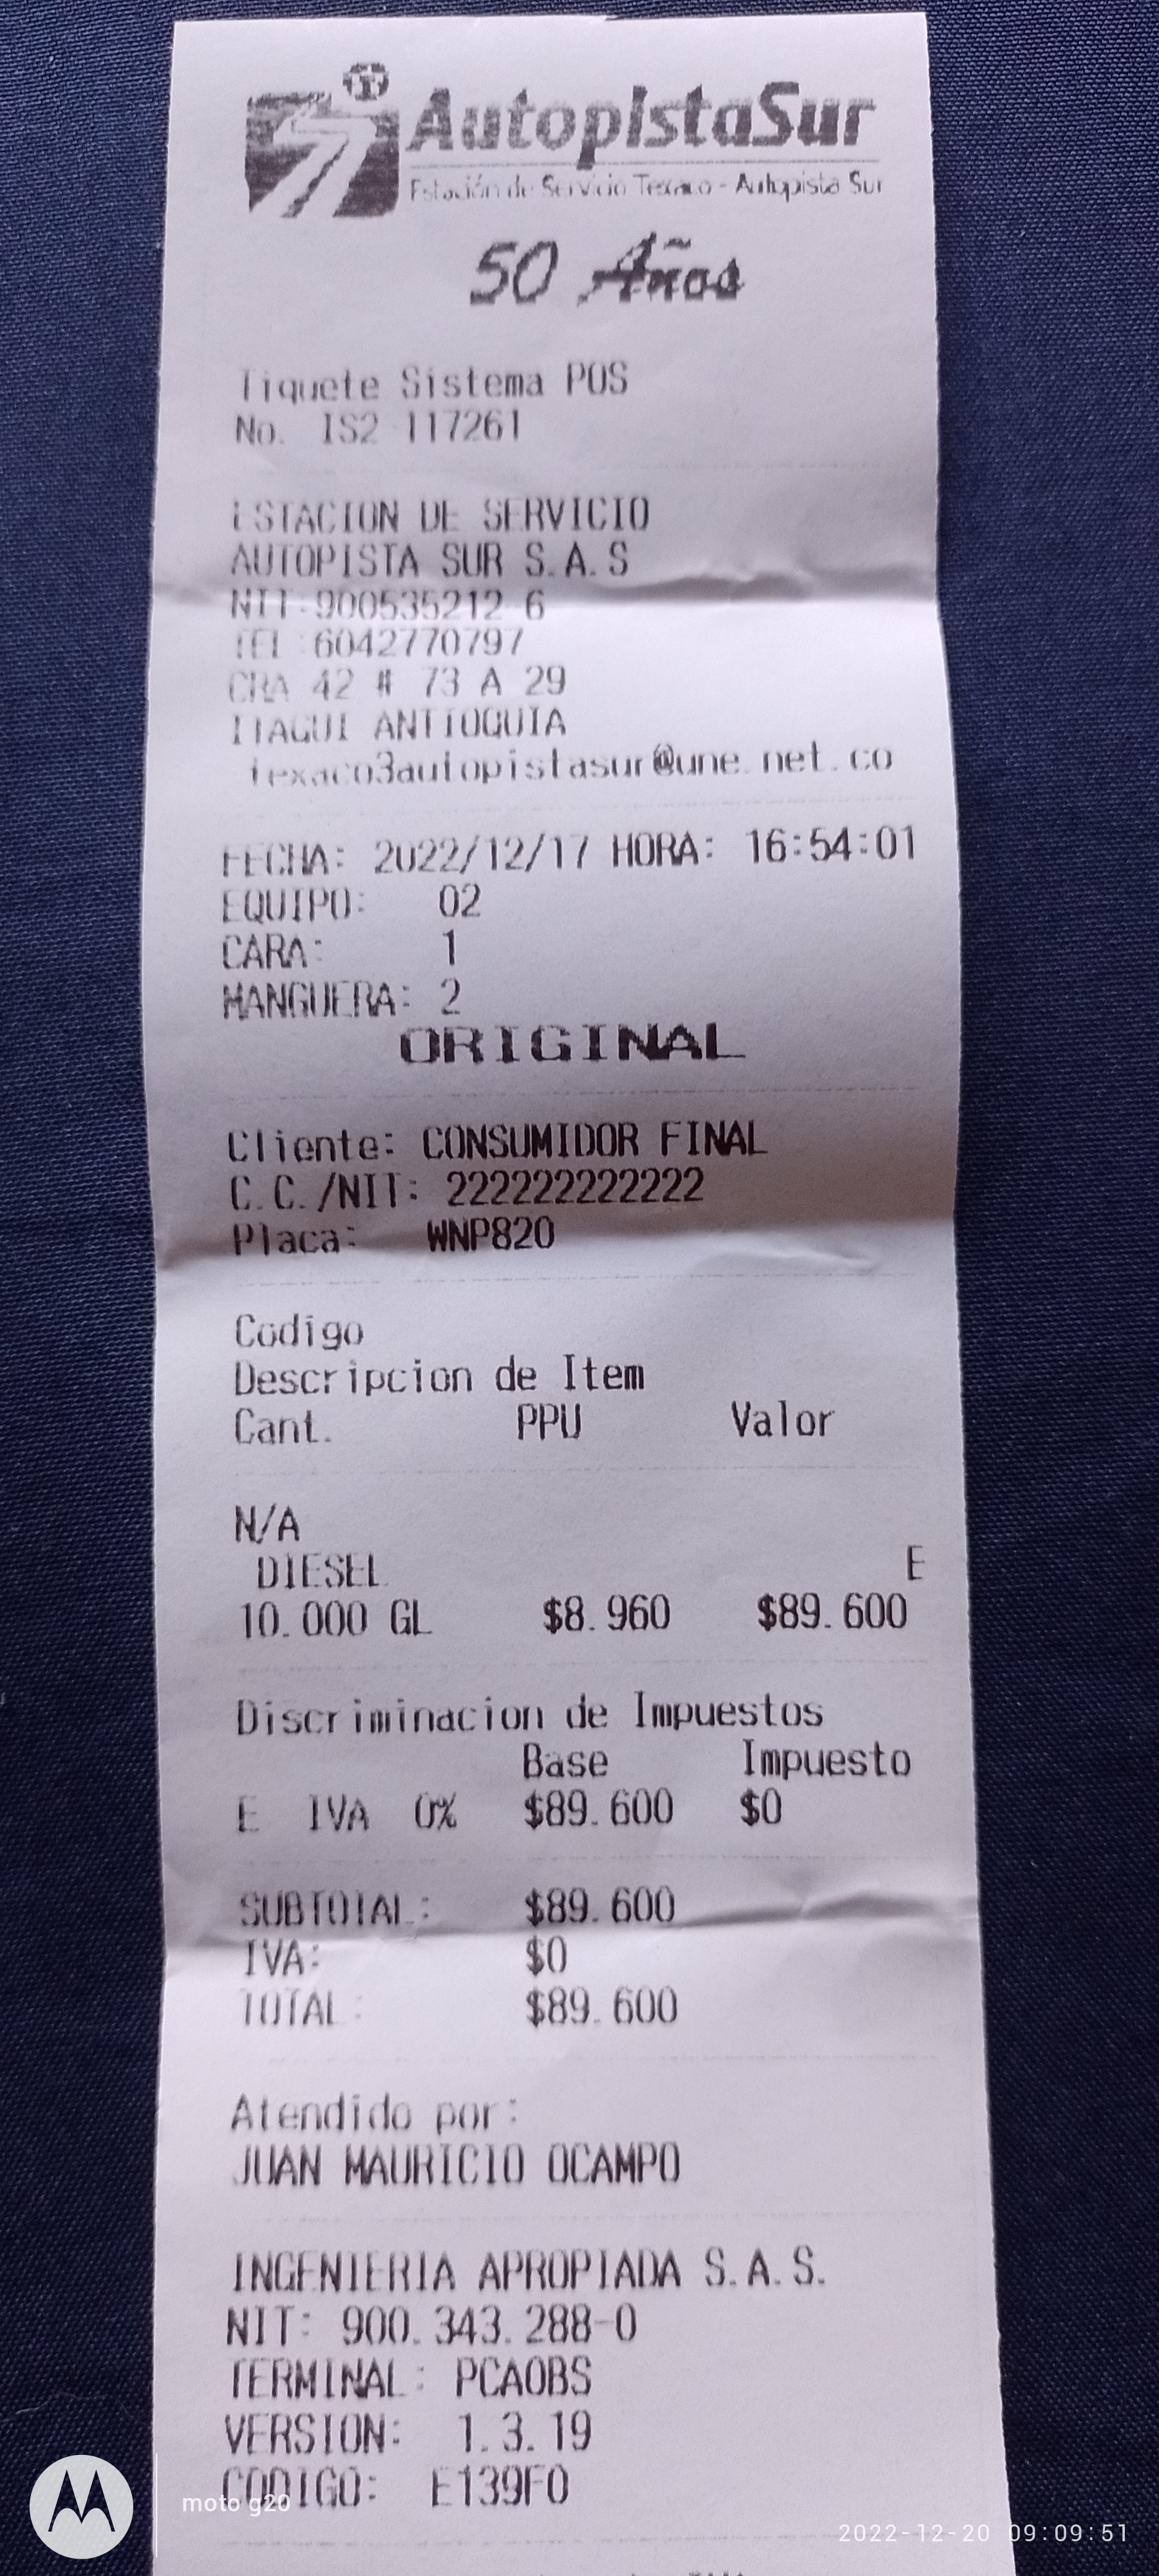 AutopistaSur
Estación de Servicio Texaco - Autopista Sur
50 Años
Tiquete Sistema POS
No. IS2 117261
ESTACION DE SERVICIO
AUTOPISTA SUR S.A.S
NIT:900535212-6
TEL:6042770797
CRA 42 # 73 A 29
ITAGUI ANTIOQUIA
texaco3autopistasur@une.net.co
FECHA: 2022/12/17 HORA: 16:54:01
EQUIPO: 02
CARA: 1
MANGUERA: 2
ORIGINAL
Cliente: CONSUMIDOR FINAL
C.C./NIT: 222222222222
Placa: WNP820
Codigo
Descripcion de Item
Cant. PPU Valor
N/A
DIESEL E
10.000 GL $8.960 $89.600
Discriminacion de Impuestos
Base Impuesto
E IVA 0% $89.600 $0
SUBTOTAL: $89.600
IVA: $0
TOTAL: $89.600
Atendido por:
JUAN MAURICIO OCAMPO
INGENIERIA APROPIADA S.A.S.
NIT: 900.343.288-0
TERMINAL: PCAOBS
VERSION: 1.3.19
CODIGO: E139F0
moto g20
2022-12-20 09:09:51